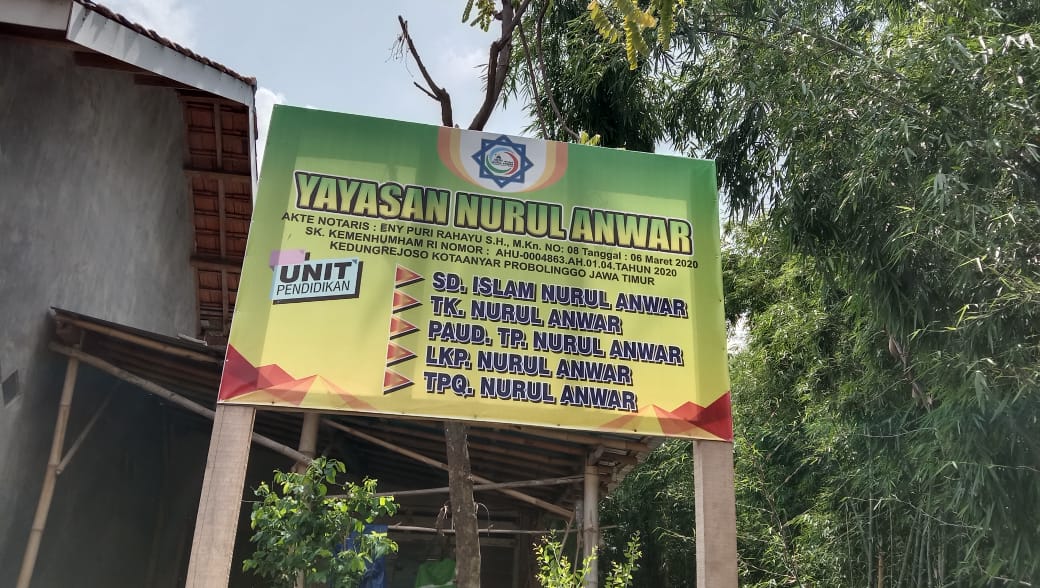 YAYASAN NURUL ANWAR
AKTE NOTARIS : ENY PURI RAHAYU S.H., M.Kn. NO: 08 Tanggal : 06 Maret 2020
SK. KEMENHUMHAM RI NOMOR : AHU-0004863.AH.01.04.TAHUN 2020
KEDUNGREJOSO KOTAANYAR PROBOLINGGO JAWA TIMUR
UNIT
PENDIDIKAN
SD. ISLAM NURUL ANWAR
TK. NURUL ANWAR
PAUD. TP. NURUL ANWAR
LKP. NURUL ANWAR
TPQ. NURUL ANWAR